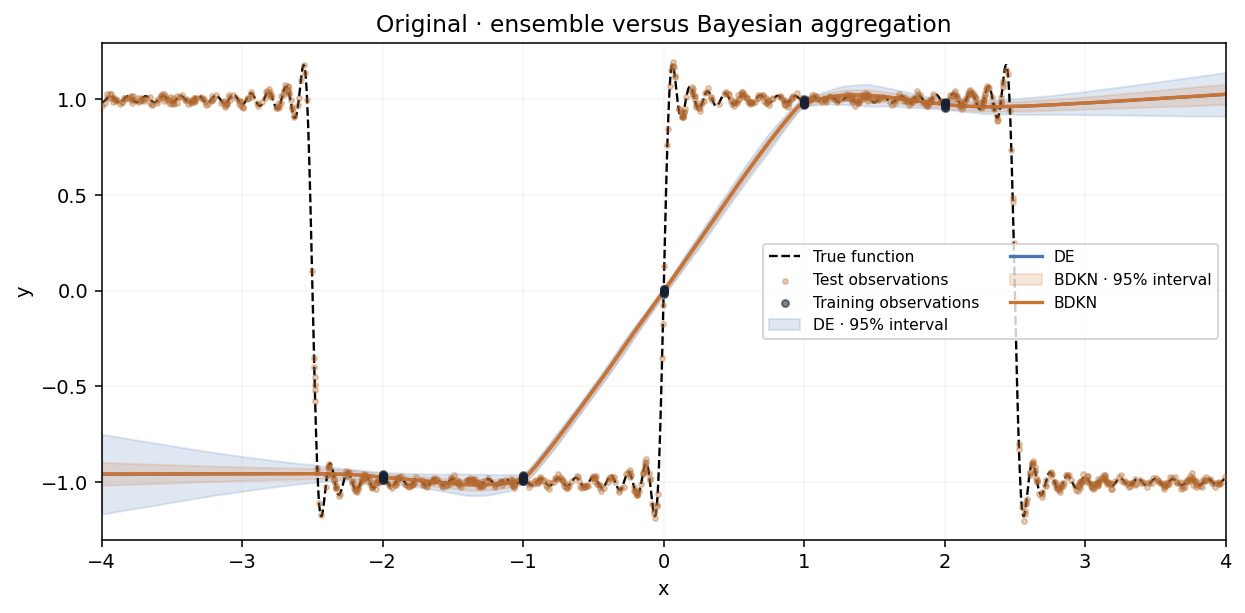 Original · ensemble versus Bayesian aggregation
1.0
0.5
0.0
−0.5
−1.0
y
True function
Test observations
Training observations
DE · 95% interval
DE
BDKN · 95% interval
BDKN
−4
−3
−2
−1
0
1
2
3
4
x